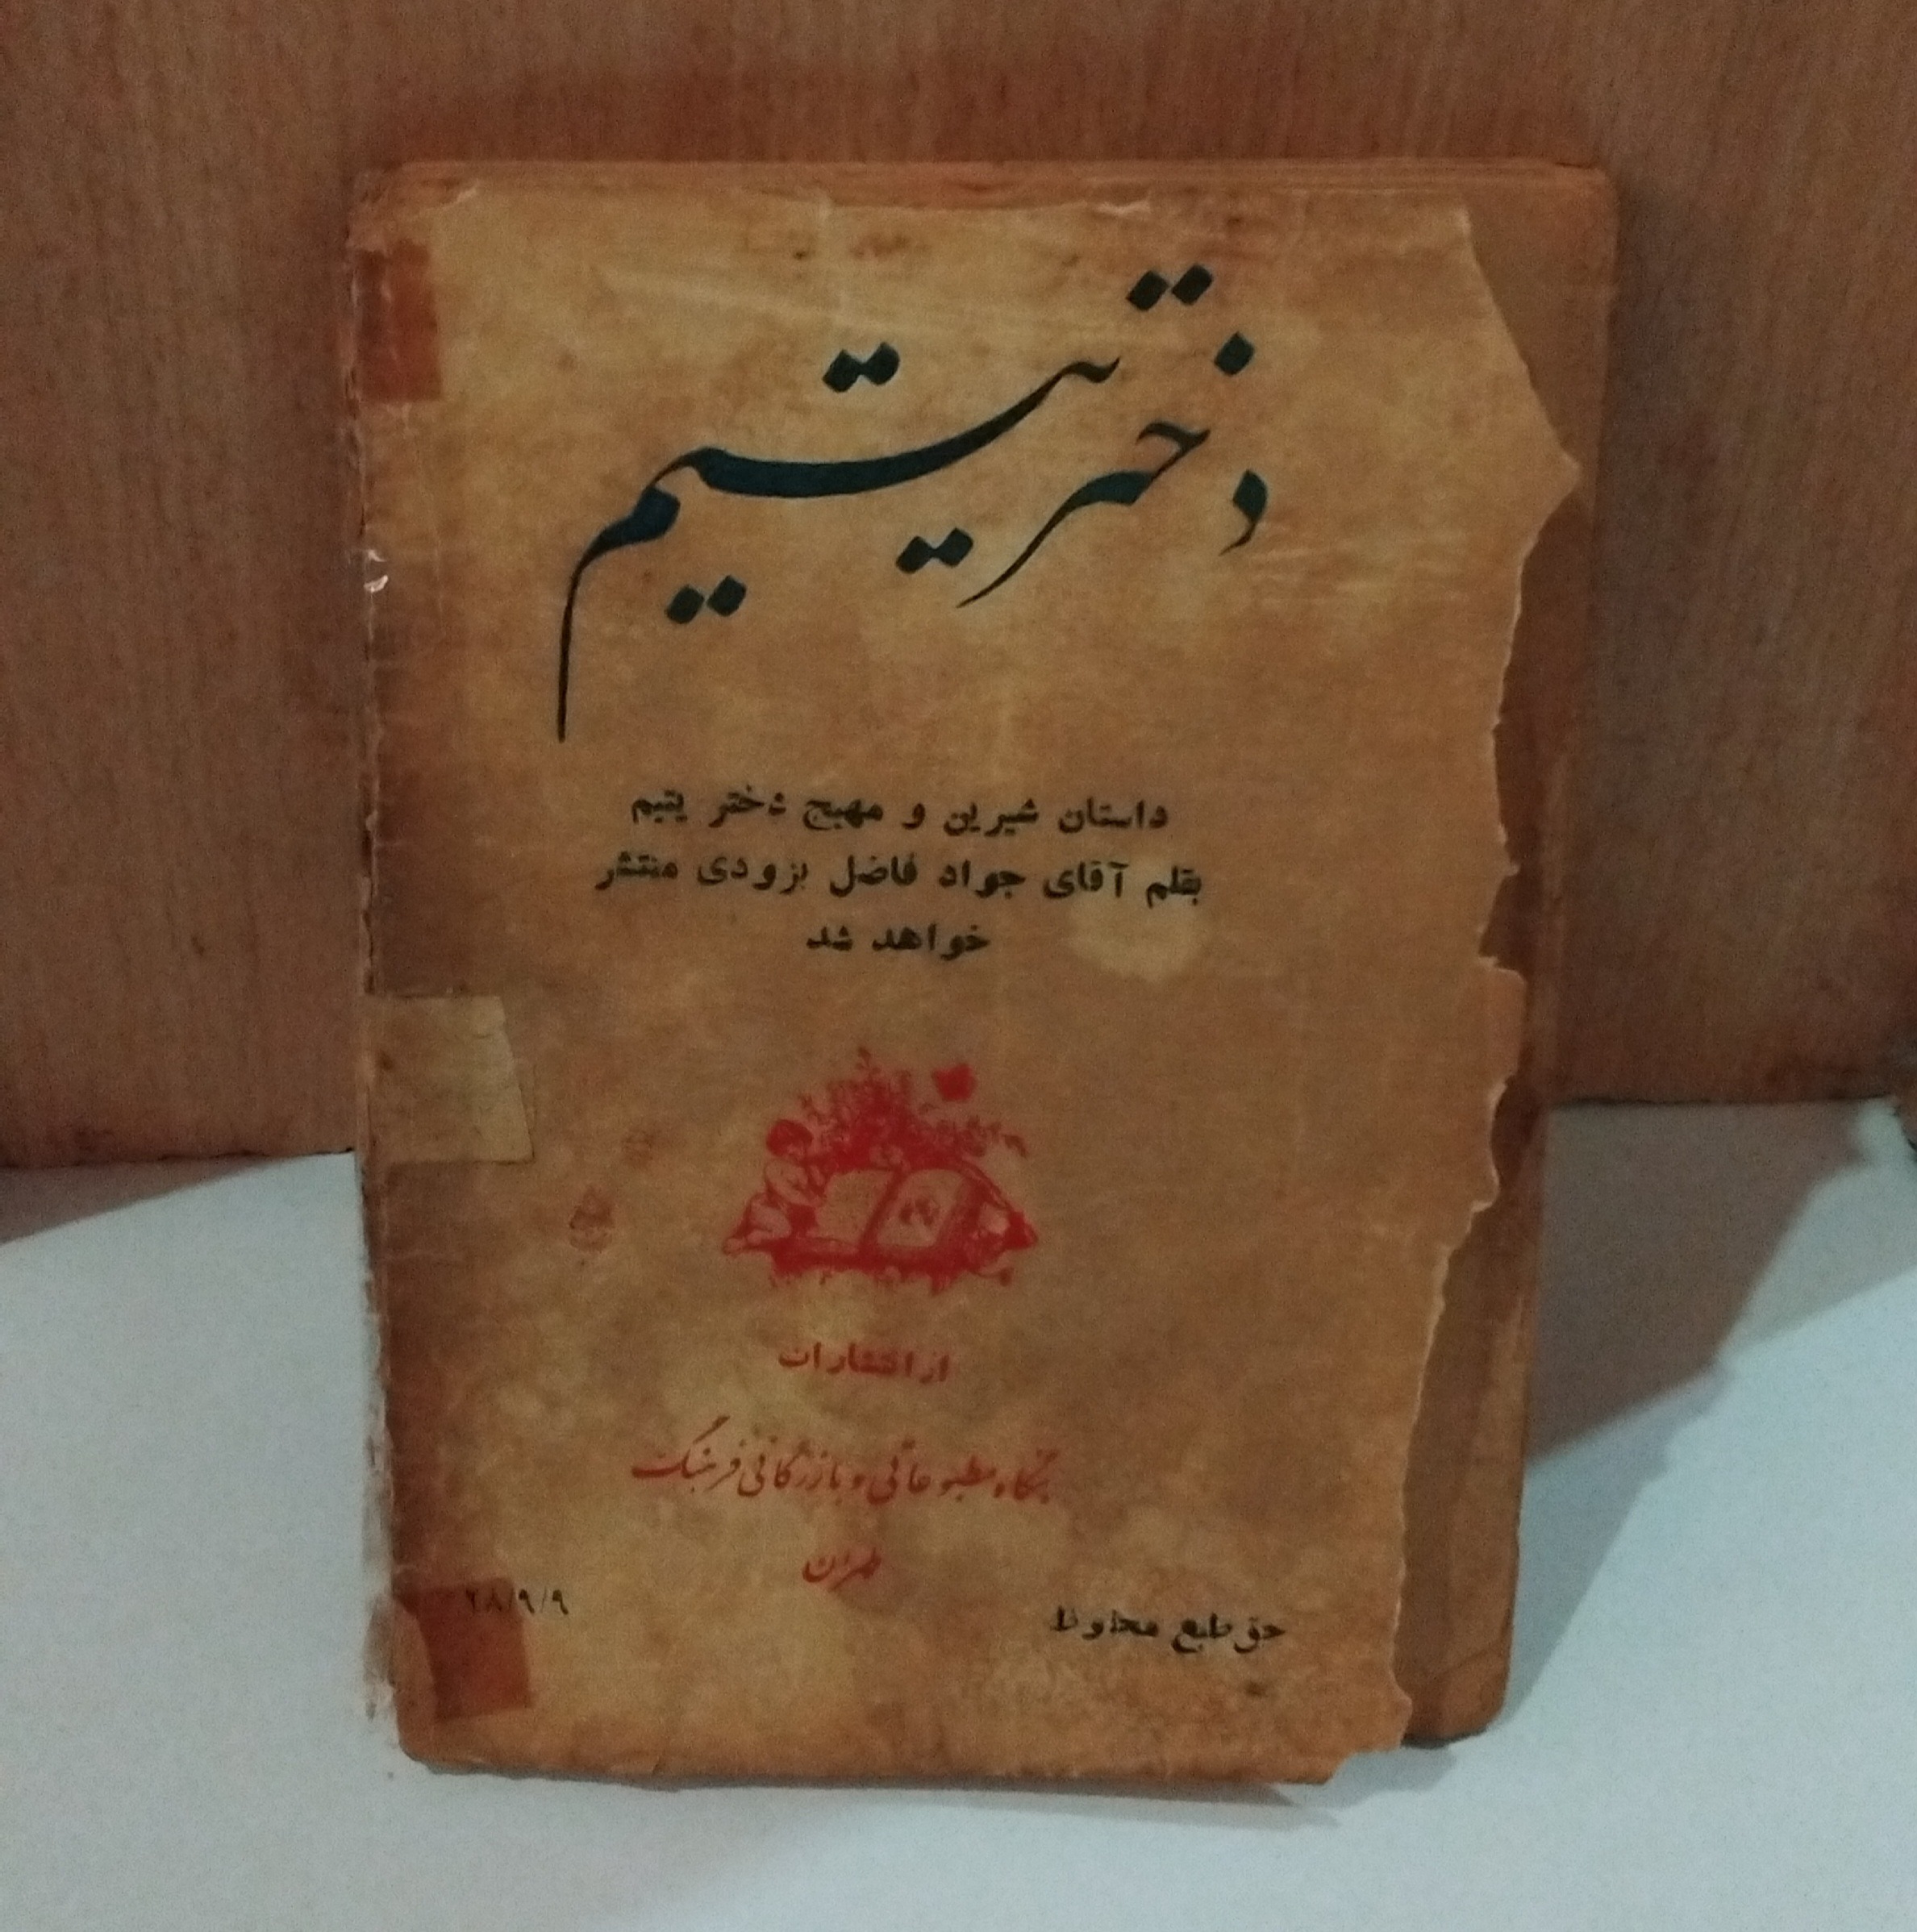 دختر یتیم
داستان شیرین و مهیج دختر یتیم
بقلم آقای جواد فاضل بزودی منتشر
خواهد شد
از انتشارات
بنگاه مطبوعاتی و بازرگانی فرهنگ
طهران
حق طبع محفوظ
۲۸/۹/۹